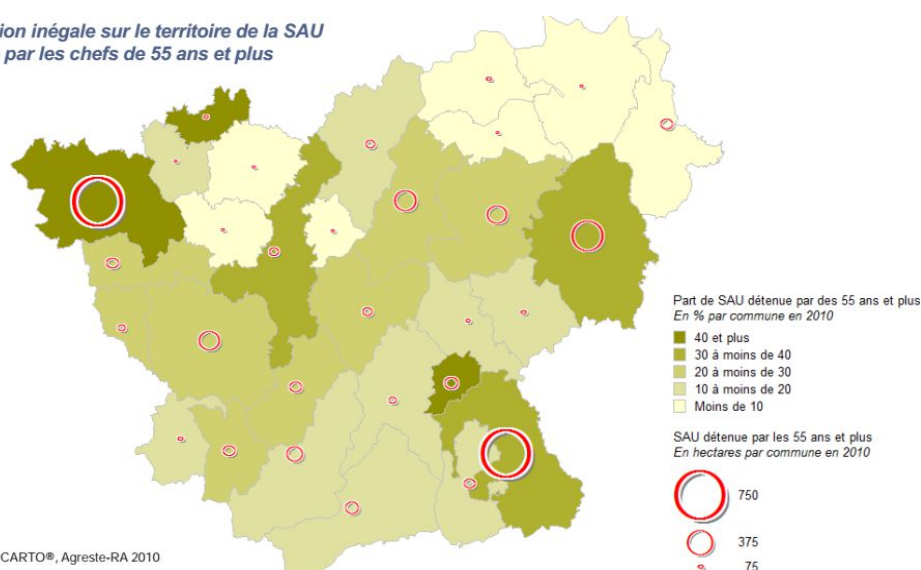 ion inégale sur le territoire de la SAU
par les chefs de 55 ans et plus
Part de SAU détenue par des 55 ans et plus
En % par commune en 2010
40 et plus
30 à moins de 40
20 à moins de 30
10 à moins de 20
Moins de 10
SAU détenue par les 55 ans et plus
En hectares par commune en 2010
750
375
75
CARTO®, Agreste-RA 2010